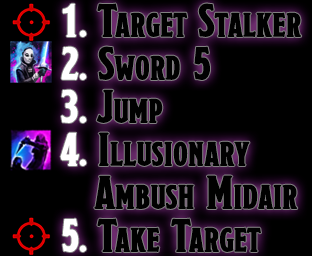 1. Target Stalker
2. Sword 5
3. Jump
4. Illusionary
Ambush Midair
5. Take Target